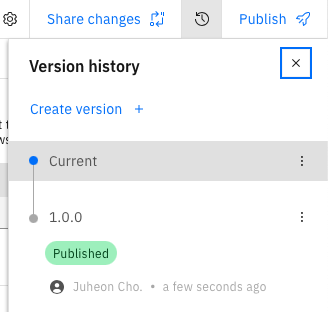 Share changes
Publish
Version history
Create version +
Current
1.0.0
Published
Juheon Cho. • a few seconds ago